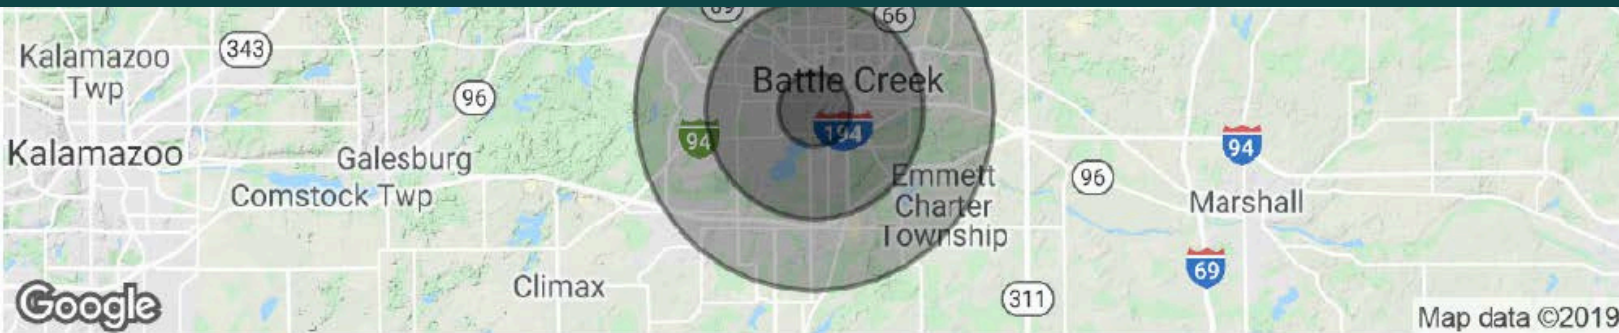 89
66
Kalamazoo
Twp
343
Battle Creek
96
194
94
94
Kalamazoo
Galesburg
Emmett
Charter
Township
96
Comstock Twp
Marshall
69
Climax
311
Google
Map data ©2019